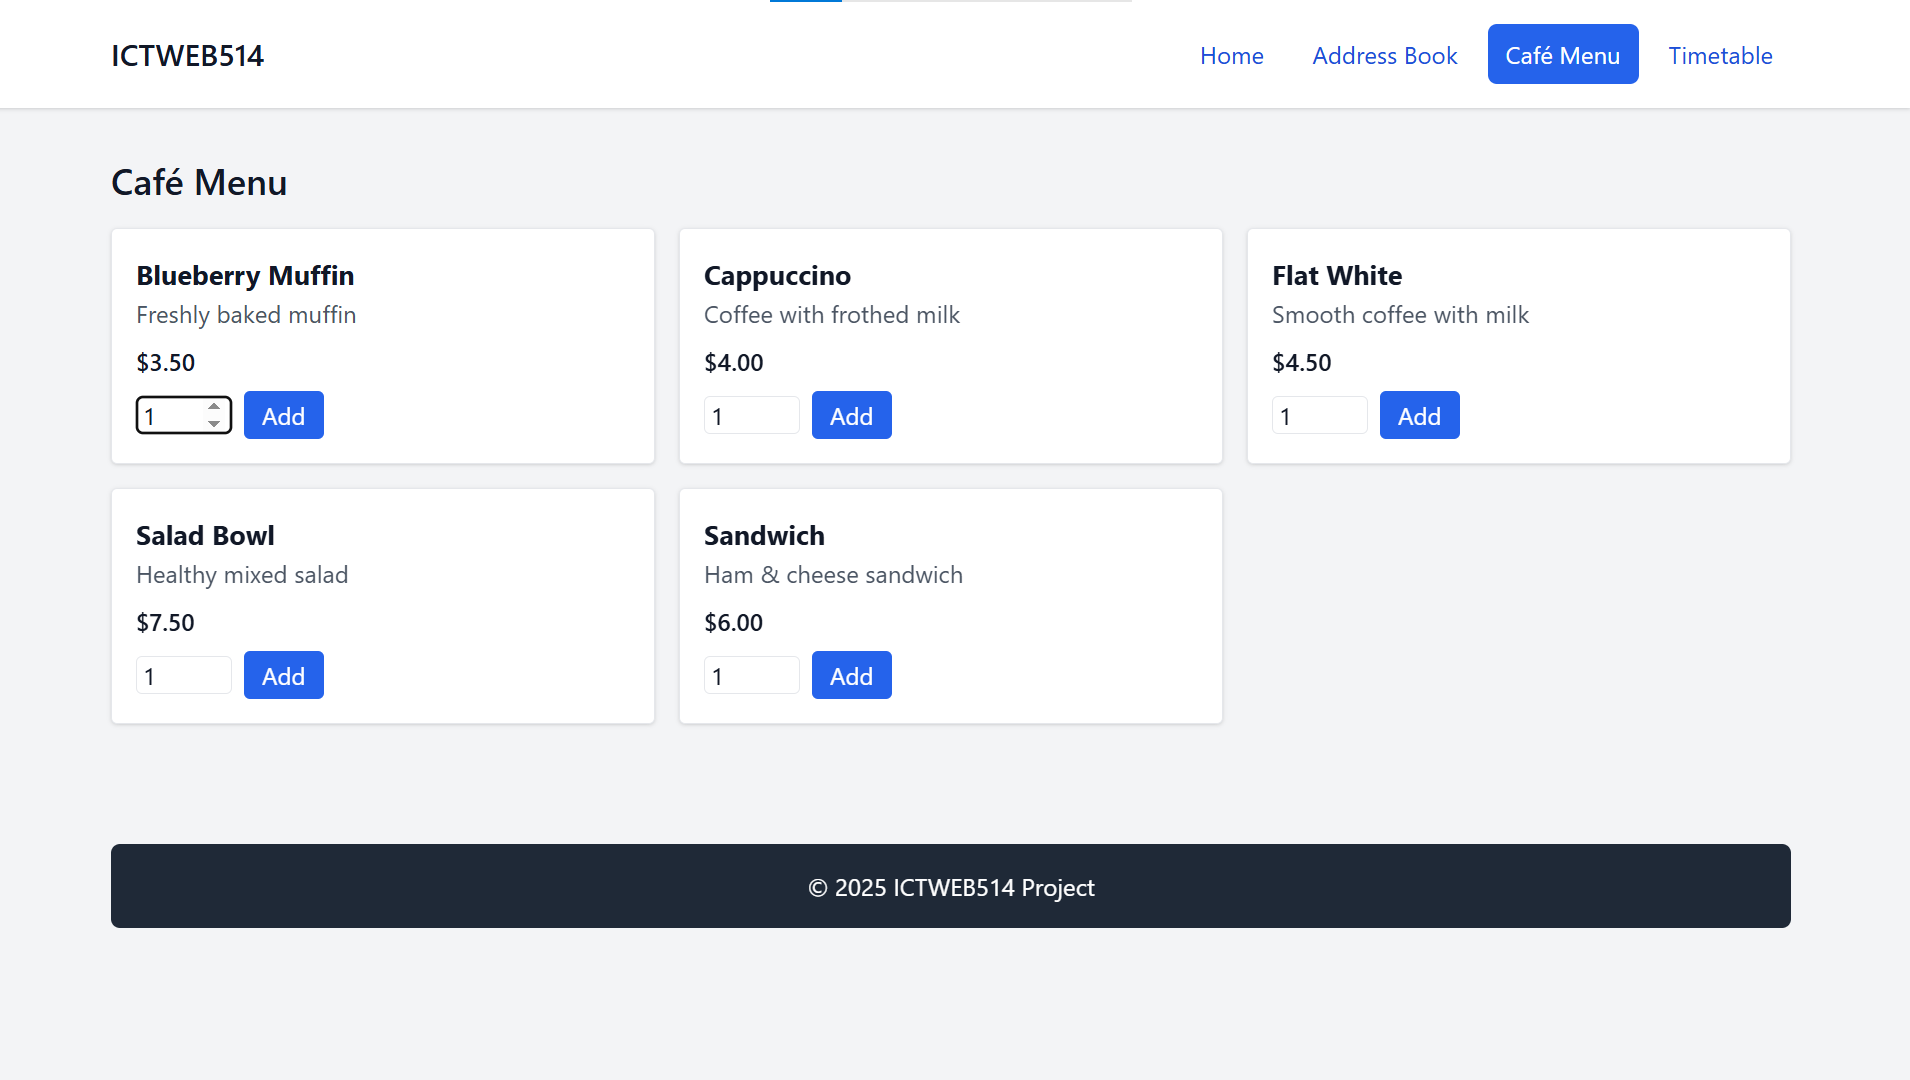 ICTWEB514
Home Address Book Café Menu Timetable
Café Menu
Blueberry Muffin
Freshly baked muffin
$3.50
1 Add
Cappuccino
Coffee with frothed milk
$4.00
1 Add
Flat White
Smooth coffee with milk
$4.50
1 Add
Salad Bowl
Healthy mixed salad
$7.50
1 Add
Sandwich
Ham & cheese sandwich
$6.00
1 Add
© 2025 ICTWEB514 Project